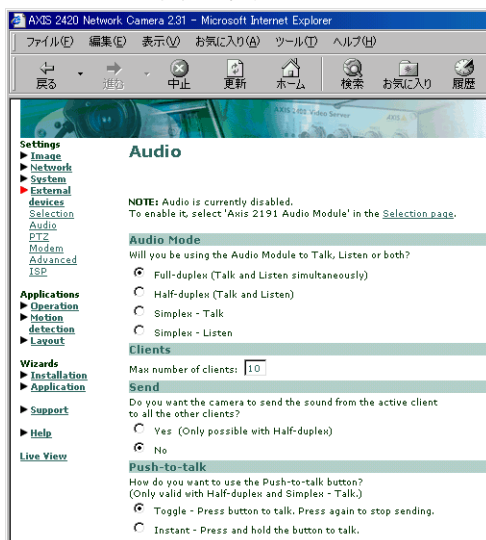 AXIS 2420 Network Camera 2.31 - Microsoft Internet Explorer
ファイル(F) 編集(E) 表示(V) お気に入り(A) ツール(T) ヘルプ(H)
戻る 進む 中止 更新 ホーム 検索 お気に入り 履歴
AXIS 2401 Video Server
Settings
Image
Network
System
External
devices
Selection
Audio
PTZ
Modem
Advanced
ISP
Applications
Operation
Motion
detection
Layout
Wizards
Installation
Application
Support
Help
Live View
Audio
NOTE: Audio is currently disabled.
To enable it, select 'Axis 2191 Audio Module' in the Selection page.
Audio Mode
Will you be using the Audio Module to Talk, Listen or both?
Full-duplex (Talk and Listen simultaneously)
Half-duplex (Talk and Listen)
Simplex - Talk
Simplex - Listen
Clients
Max number of clients: 10
Send
Do you want the camera to send the sound from the active client
to all the other clients?
Yes (Only possible with Half-duplex)
No
Push-to-talk
How do you want to use the Push-to-talk button?
(Only valid with Half-duplex and Simplex - Talk.)
Toggle - Press button to talk. Press again to stop sending.
Instant - Press and hold the button to talk.